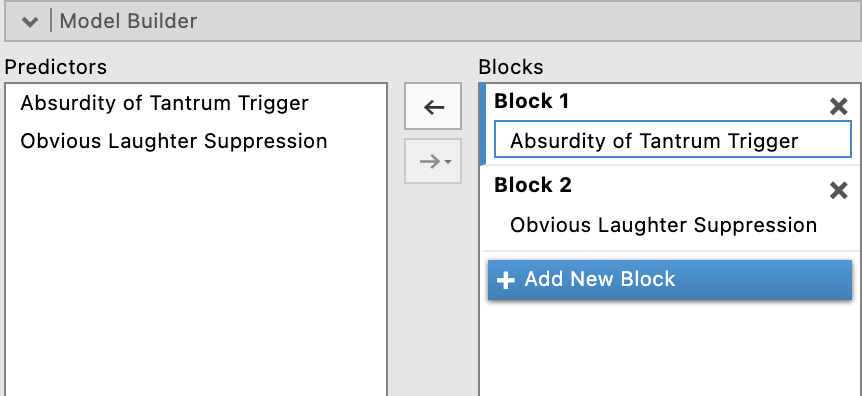 Model Builder
Predictors
Absurdity of Tantrum Trigger
Obvious Laughter Suppression
Blocks
Block 1
Absurdity of Tantrum Trigger
Block 2
Obvious Laughter Suppression
Add New Block